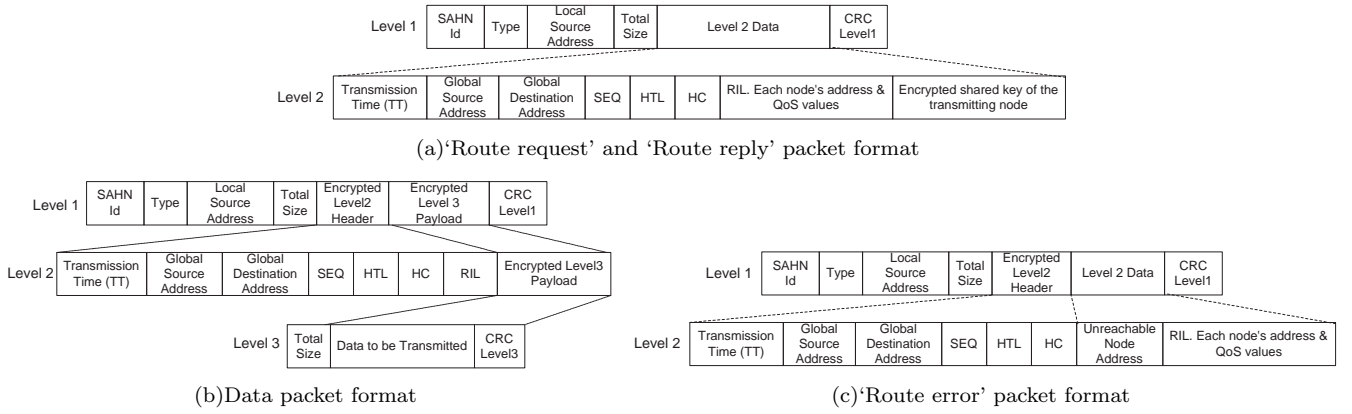 Level 1
SAHN
Id
Type
Local
Source
Address
Total
Size
Level 2 Data
CRC
Level1
Level 2
Transmission
Time (TT)
Global
Source
Address
Global
Destination
Address
SEQ
HTL
HC
RIL. Each node's address &
QoS values
Encrypted shared key of the
transmitting node
(a)‘Route request’ and ‘Route reply’ packet format
Level 1
SAHN
Id
Type
Local
Source
Address
Total
Size
Encrypted
Level2
Header
Encrypted
Level 3
Payload
CRC
Level1
Level 2
Transmission
Time (TT)
Global
Source
Address
Global
Destination
Address
SEQ
HTL
HC
RIL
Encrypted Level3
Payload
Level 3
Total
Size
Data to be Transmitted
CRC
Level3
(b)Data packet format
Level 1
SAHN
Id
Type
Local
Source
Address
Total
Size
Encrypted
Level2
Header
Level 2 Data
CRC
Level1
Level 2
Transmission
Time (TT)
Global
Source
Address
Global
Destination
Address
SEQ
HTL
HC
Unreachable
Node
Address
RIL. Each node's address &
QoS values
(c)‘Route error’ packet format